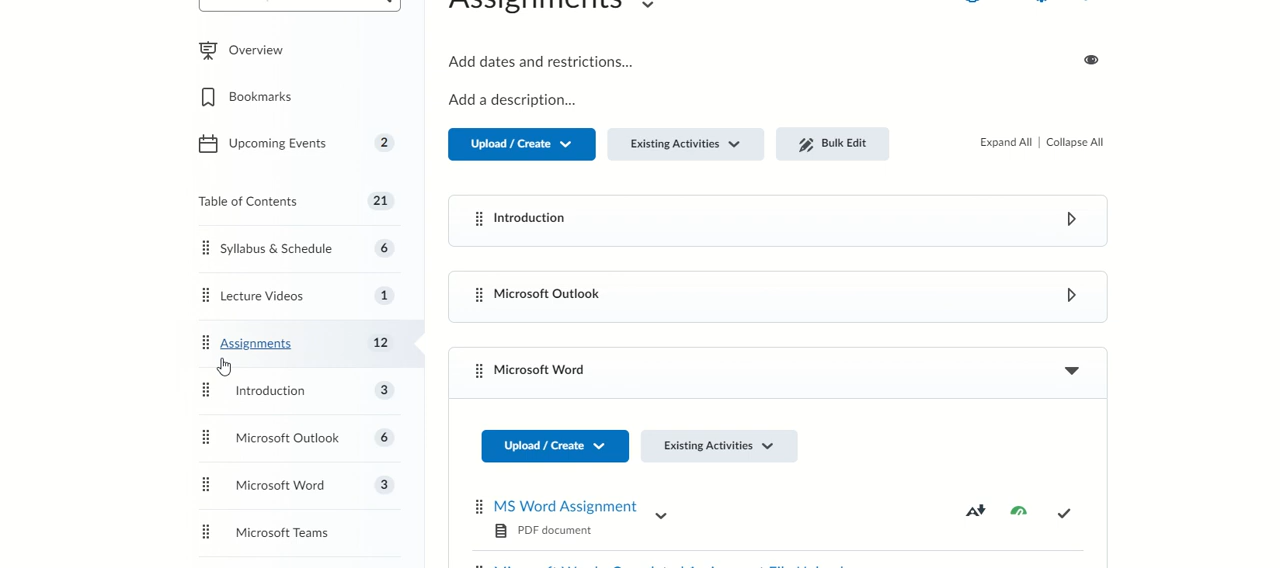 Assignments
Overview
Bookmarks
Upcoming Events 2
Table of Contents 21
Syllabus & Schedule 6
Lecture Videos 1
Assignments 12
Introduction 3
Microsoft Outlook 6
Microsoft Word 3
Microsoft Teams
Add dates and restrictions...
Add a description...
Upload / Create
Existing Activities
Bulk Edit
Expand All | Collapse All
Introduction
Microsoft Outlook
Microsoft Word
Upload / Create
Existing Activities
MS Word Assignment
PDF document